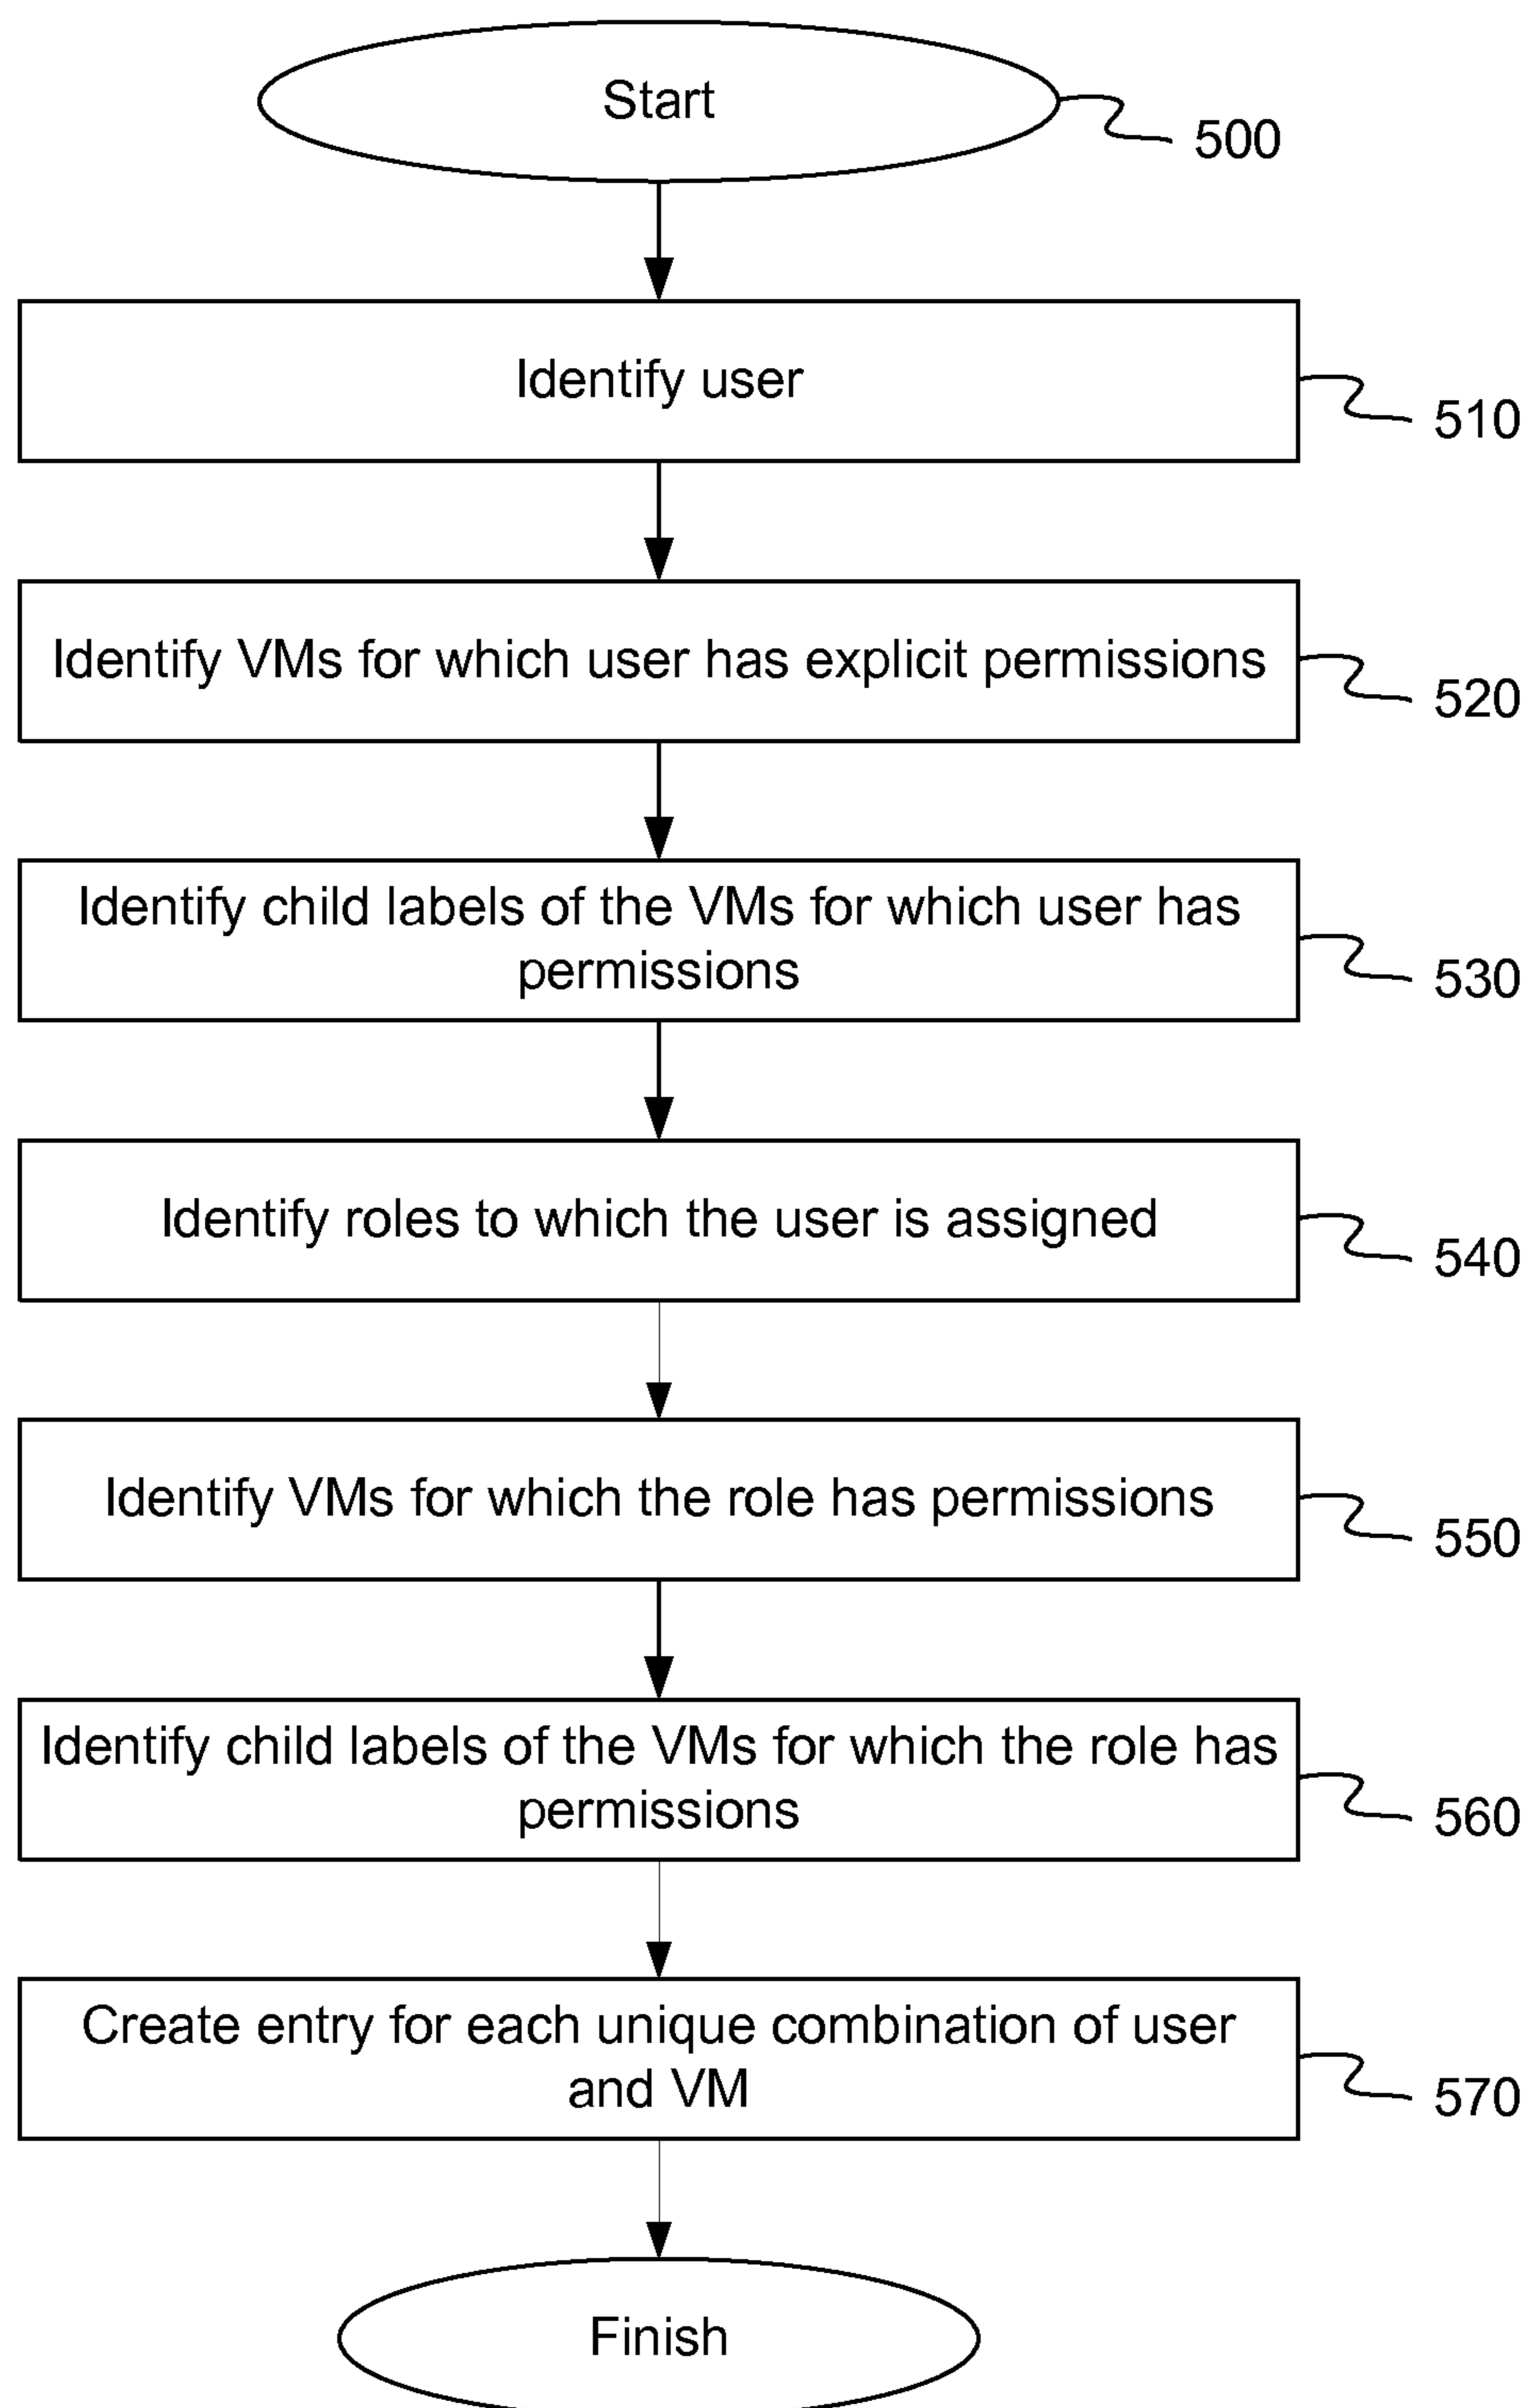 Start
500
Identify user
510
Identify VMs for which user has explicit permissions
520
Identify child labels of the VMs for which user has
permissions
530
Identify roles to which the user is assigned
540
Identify VMs for which the role has permissions
550
Identify child labels of the VMs for which the role has
permissions
560
Create entry for each unique combination of user
and VM
570
Finish